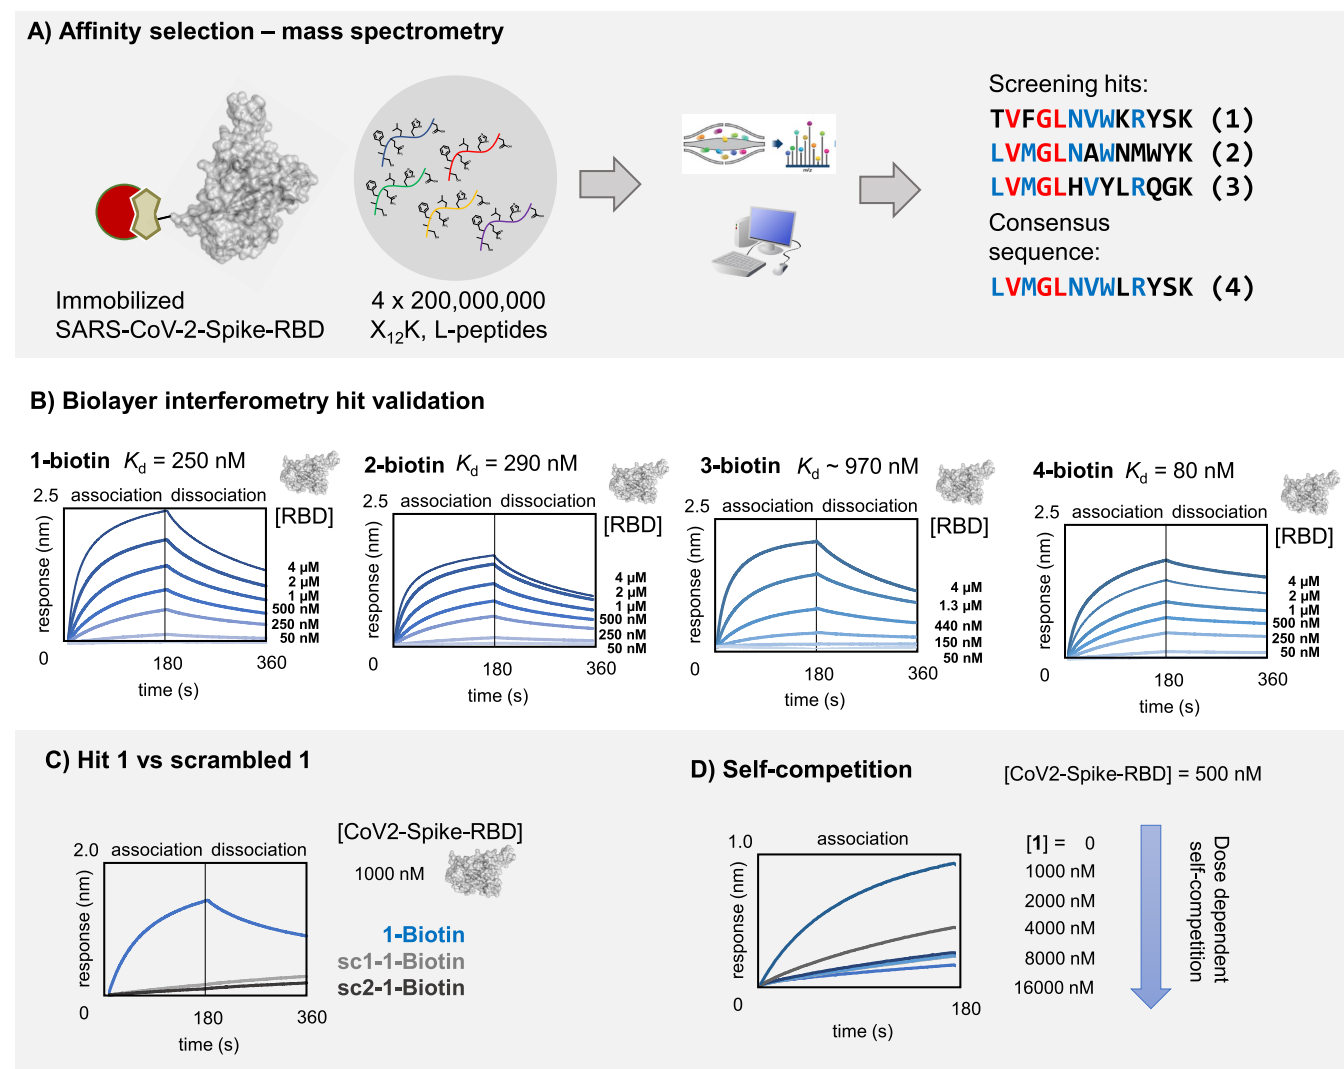 A) Affinity selection – mass spectrometry
Immobilized
SARS-CoV-2-Spike-RBD
4 x 200,000,000
X₁₂K, L-peptides
m/z
Screening hits:
TVFGLNVWKRYSK (1)
LVMGLNAWNMWYK (2)
LVMGLHVYLRQGK (3)
Consensus
sequence:
LVMGLNVWLRYSK (4)
B) Biolayer interferometry hit validation
1-biotin Kd = 250 nM
2.5 association dissociation
[RBD]
response (nm)
4 µM
2 µM
1 µM
500 nM
250 nM
50 nM
0 180 360
time (s)
2-biotin Kd = 290 nM
2.5 association dissociation
[RBD]
response (nm)
4 µM
2 µM
1 µM
500 nM
250 nM
50 nM
0 180 360
time (s)
3-biotin Kd ~ 970 nM
2.5 association dissociation
[RBD]
response (nm)
4 µM
1.3 µM
440 nM
150 nM
50 nM
0 180 360
time (s)
4-biotin Kd = 80 nM
2.5 association dissociation
[RBD]
response (nm)
4 µM
2 µM
1 µM
500 nM
250 nM
50 nM
0 180 360
time (s)
C) Hit 1 vs scrambled 1
[CoV2-Spike-RBD]
1000 nM
2.0 association dissociation
response (nm)
1-Biotin
sc1-1-Biotin
sc2-1-Biotin
0 180 360
time (s)
D) Self-competition
[CoV2-Spike-RBD] = 500 nM
1.0 association
response (nm)
0 180
time (s)
[1] = 0
1000 nM
2000 nM
4000 nM
8000 nM
16000 nM
Dose dependent
self-competition